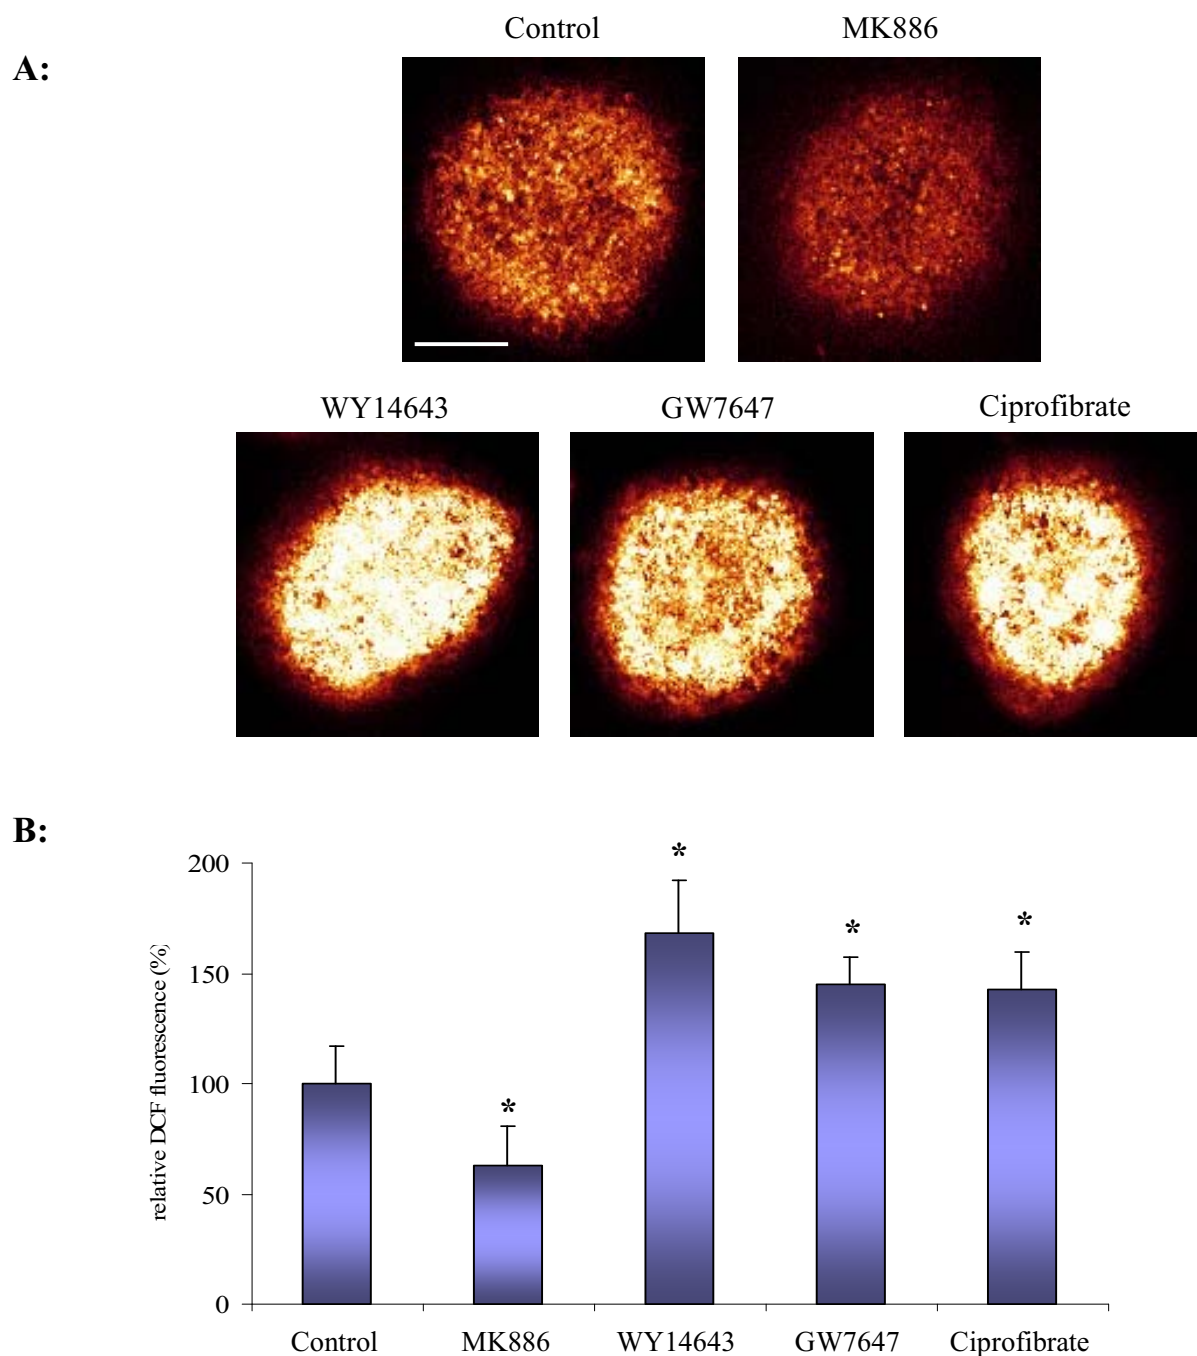 Control MK886
A:
WY14643 GW7647 Ciprofibrate
B:
200
150
100
50
0
relative DCF fluorescence (%)
*
*
*
*
Control MK886 WY14643 GW7647 Ciprofibrate